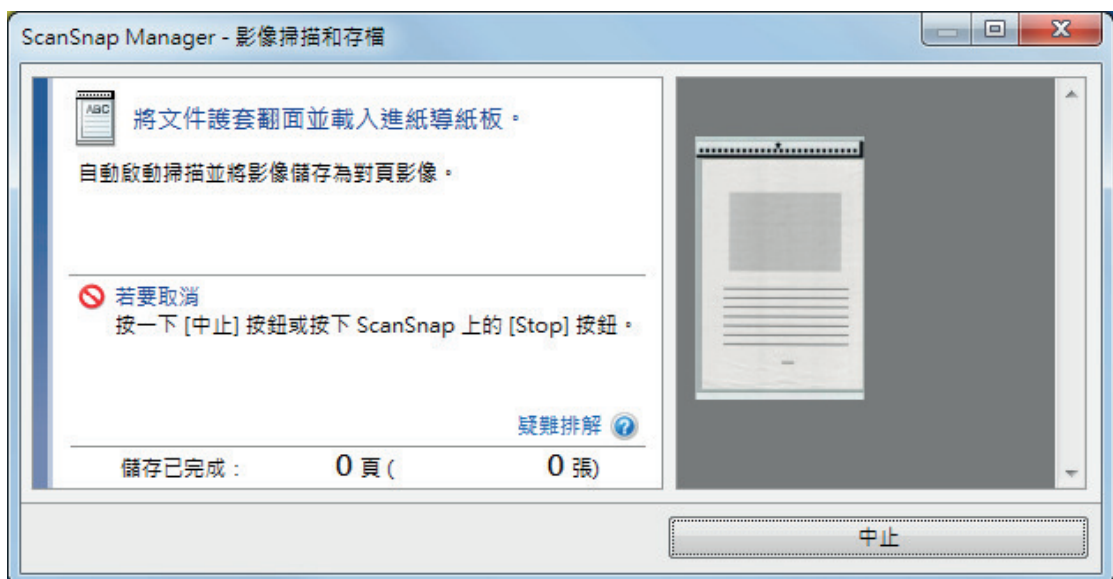 ScanSnap Manager - 影像掃描和存檔
ABC
將文件護套翻面並載入進紙導紙板。
自動啟動掃描並將影像儲存為對頁影像。
若要取消
按一下 [中止] 按鈕或按下 ScanSnap 上的 [Stop] 按鈕。
疑難排解
儲存已完成： 0 頁 ( 0 張)
中止